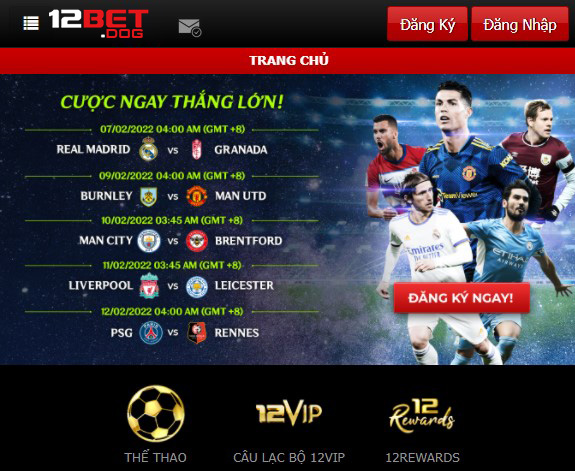 12BET
.DOG
Đăng Ký
Đăng Nhập
TRANG CHỦ
CƯỢC NGAY THẮNG LỚN!
07/02/2022 04:00 AM (GMT +8)
REAL MADRID VS GRANADA
09/02/2022 04:00 AM (GMT +8)
BURNLEY VS MAN UTD
10/02/2022 03:45 AM (GMT +8)
MAN CITY VS BRENTFORD
11/02/2022 03:45 AM (GMT +8)
LIVERPOOL VS LEICESTER
12/02/2022 04:00 AM (GMT +8)
PSG VS RENNES
TeamViewer
Emirates
ETIHAD
ĐĂNG KÝ NGAY!
12VIP
12
Rewards
THỂ THAO
CÂU LẠC BỘ 12VIP
12REWARDS